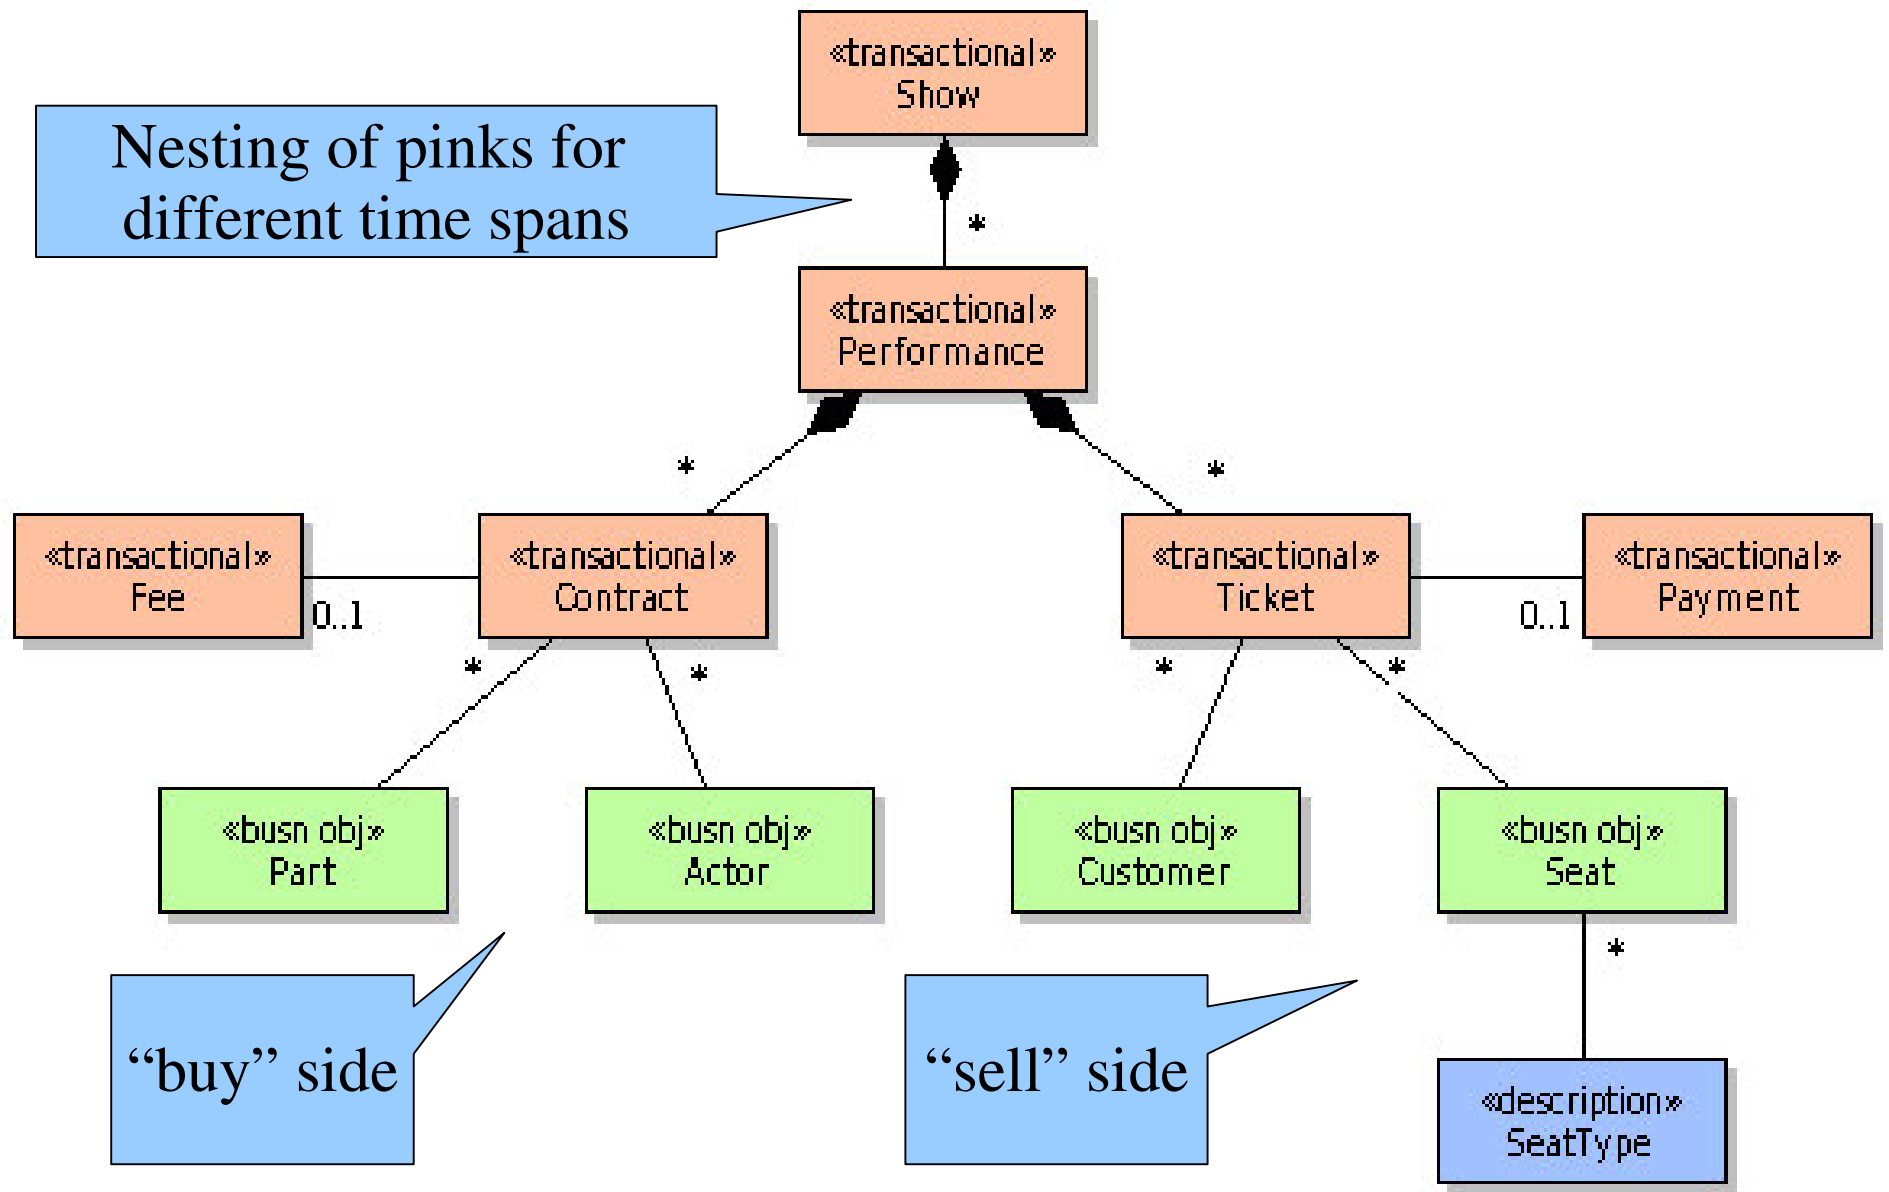 «transactional»
Show
Nesting of pinks for
different time spans
*
«transactional»
Performance
*
*
«transactional»
Fee
0..1
«transactional»
Contract
«transactional»
Ticket
0..1
«transactional»
Payment
*
*
*
*
«busn obj»
Part
«busn obj»
Actor
«busn obj»
Customer
«busn obj»
Seat
*
“buy” side
“sell” side
«description»
SeatType